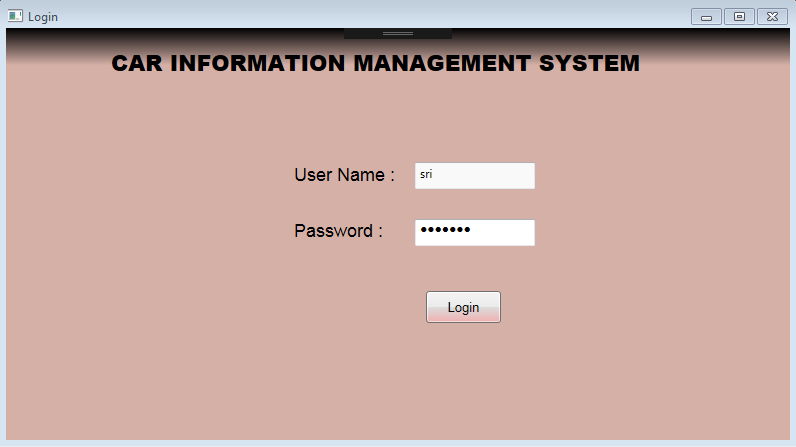 Login
CAR INFORMATION MANAGEMENT SYSTEM
User Name : sri
Password : •••••••
Login